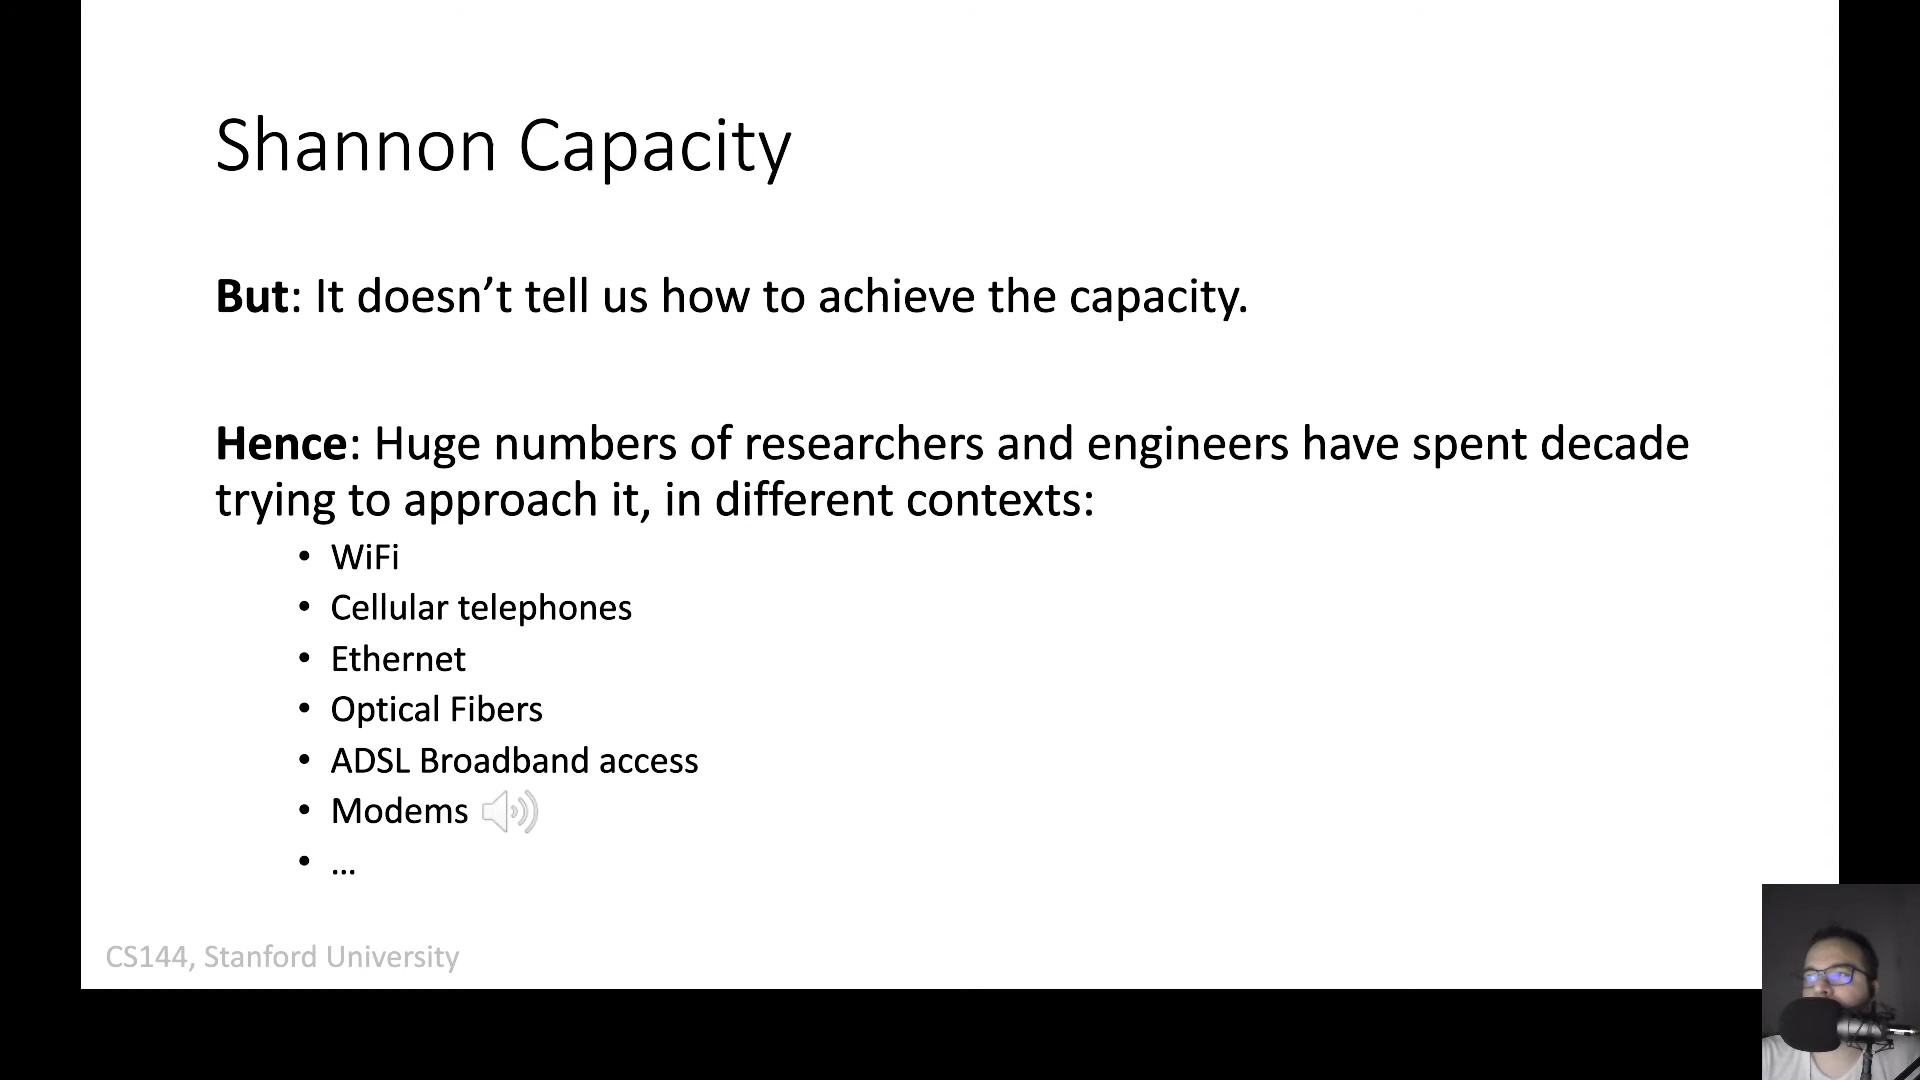 Shannon Capacity
But: It doesn’t tell us how to achieve the capacity.
Hence: Huge numbers of researchers and engineers have spent decade
trying to approach it, in different contexts:
• WiFi
• Cellular telephones
• Ethernet
• Optical Fibers
• ADSL Broadband access
• Modems
• ...
CS144, Stanford University